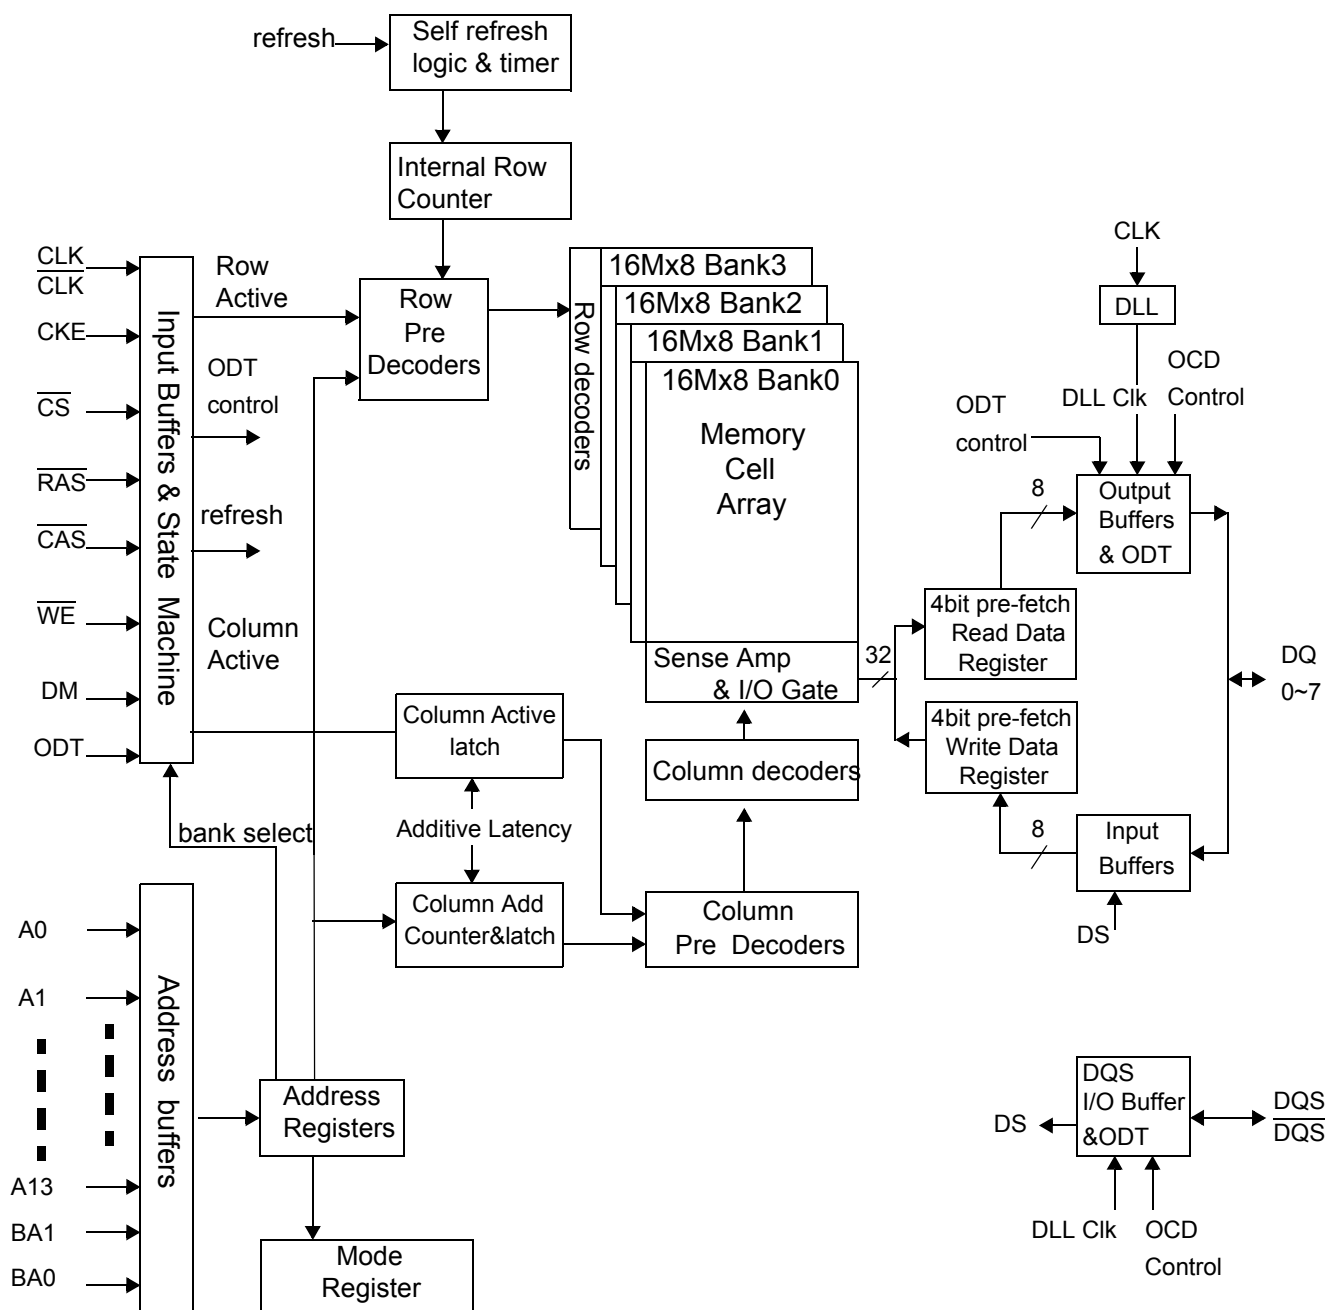 refresh
Self refresh
logic & timer
Internal Row
Counter
CLK
CLK
CKE
CS
RAS
CAS
WE
DM
ODT
Input Buffers & State Machine
Row
Active
ODT
control
refresh
Column
Active
Row
Pre
Decoders
Row decoders
16Mx8 Bank3
16Mx8 Bank2
16Mx8 Bank1
16Mx8 Bank0
Memory
Cell
Array
Sense Amp
& I/O Gate
32
Column decoders
Column Active
latch
Additive Latency
Column Add
Counter&latch
Column
Pre Decoders
bank select
A0
A1
A13
BA1
BA0
Address buffers
Address
Registers
Mode
Register
CLK
DLL
DLL Clk
OCD
Control
ODT
control
8
Output
Buffers
& ODT
4bit pre-fetch
Read Data
Register
4bit pre-fetch
Write Data
Register
8
Input
Buffers
DS
DQ
0~7
DQS
I/O Buffer
&ODT
DS
DQS
DQS
DLL Clk
OCD
Control